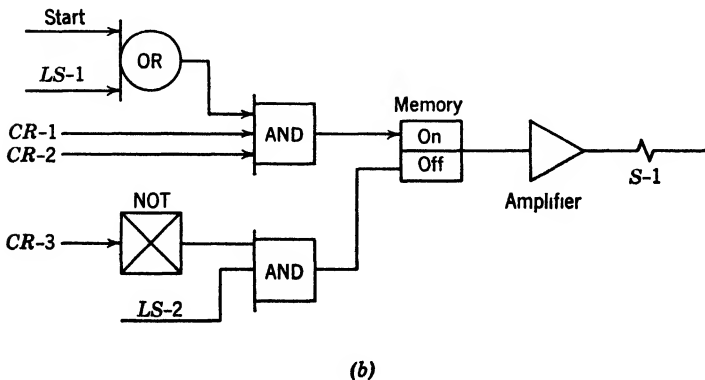 Start
OR
LS-1
CR-1
CR-2
AND
Memory
On
Off
Amplifier
S-1
NOT
CR-3
AND
LS-2
(b)